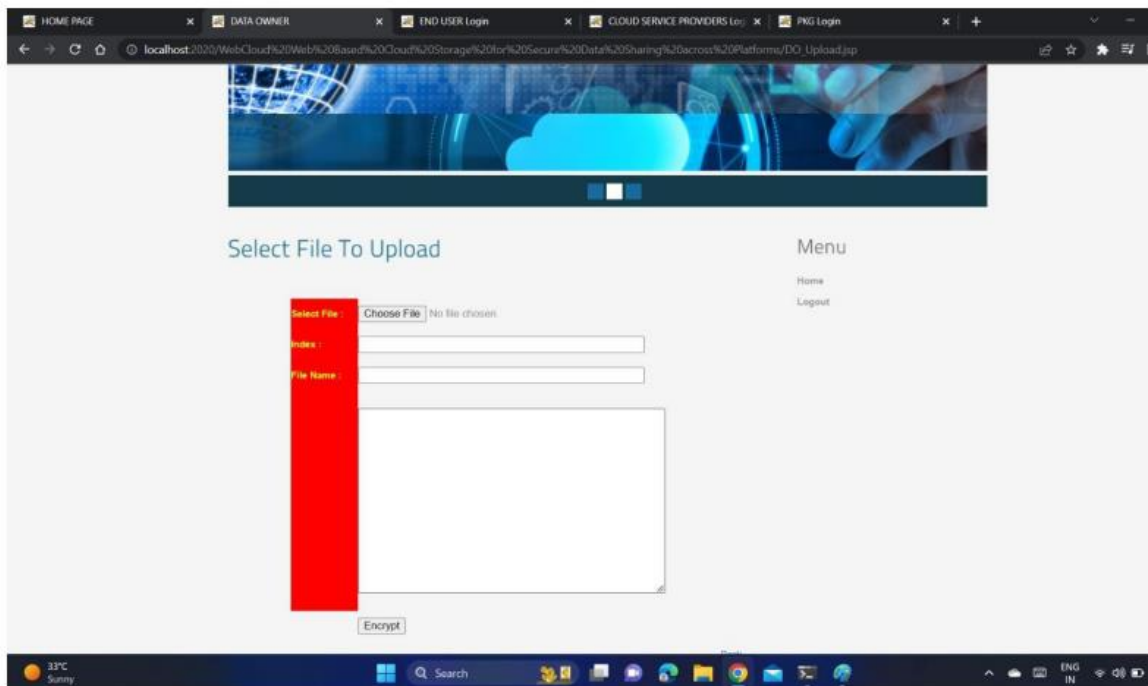 HOME PAGE DATA OWNER END USER Login CLOUD SERVICE PROVIDERS Log PKG Login
localhost:2020/WebCloud%20Web%20Based%20Cloud%20Storage%20for%20Secure%20Data%20Sharing%20across%20Platforms/DO_Upload.jsp
Select File To Upload
Menu
Home
Logout
Select File :
Choose File No file chosen
Index :
File Name :
Encrypt
33°C
Sunny
Search
ENG
IN